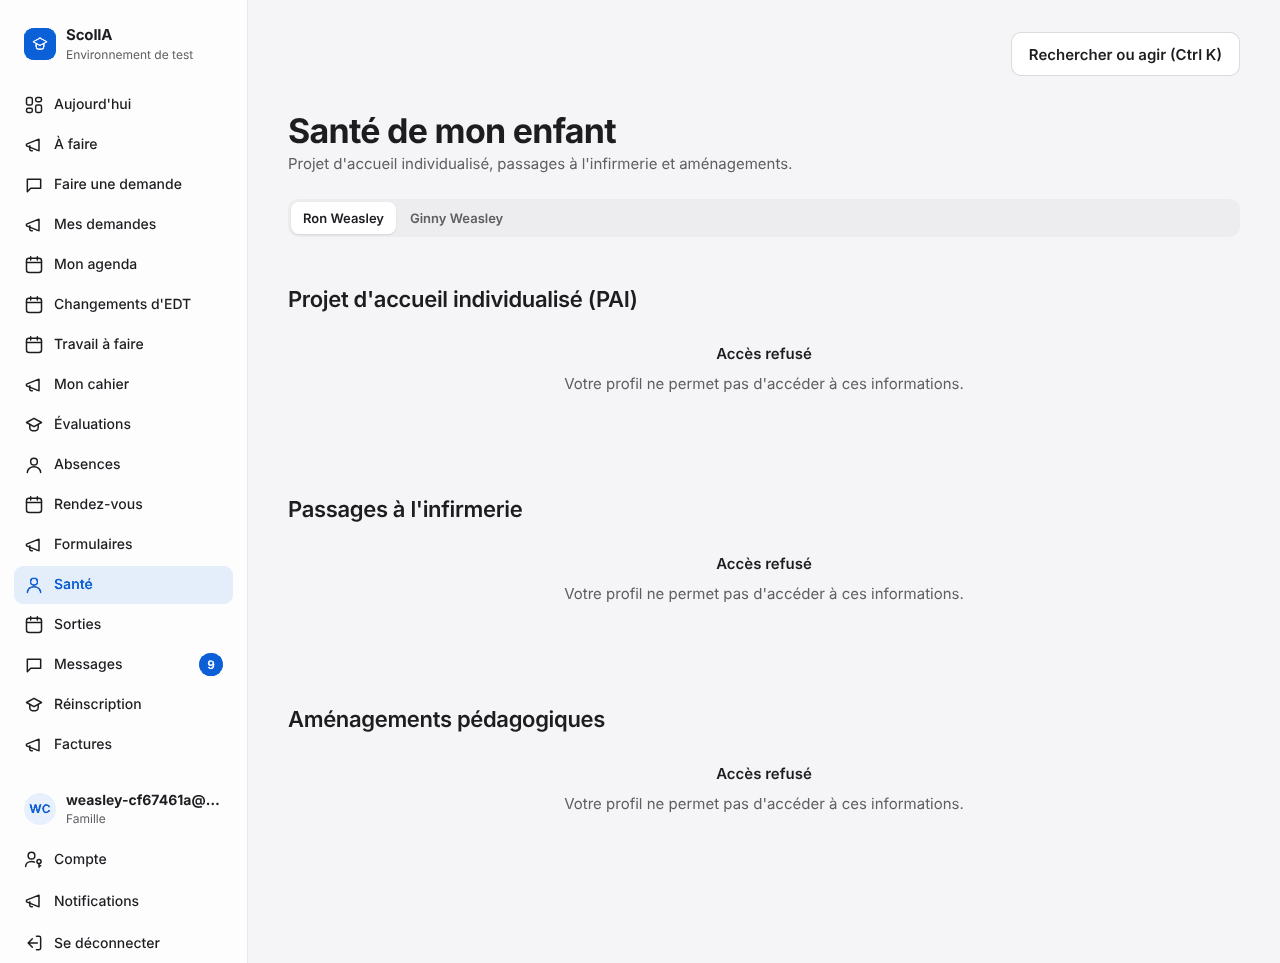 ScolIA
Environnement de test
Aujourd'hui
À faire
Faire une demande
Mes demandes
Mon agenda
Changements d'EDT
Travail à faire
Mon cahier
Évaluations
Absences
Rendez-vous
Formulaires
Santé
Sorties
Messages 9
Réinscription
Factures
WC weasley-cf67461a@...
Famille
Compte
Notifications
Se déconnecter
Rechercher ou agir (Ctrl K)
Santé de mon enfant
Projet d'accueil individualisé, passages à l'infirmerie et aménagements.
Ron Weasley Ginny Weasley
Projet d'accueil individualisé (PAI)
Accès refusé
Votre profil ne permet pas d'accéder à ces informations.
Passages à l'infirmerie
Accès refusé
Votre profil ne permet pas d'accéder à ces informations.
Aménagements pédagogiques
Accès refusé
Votre profil ne permet pas d'accéder à ces informations.